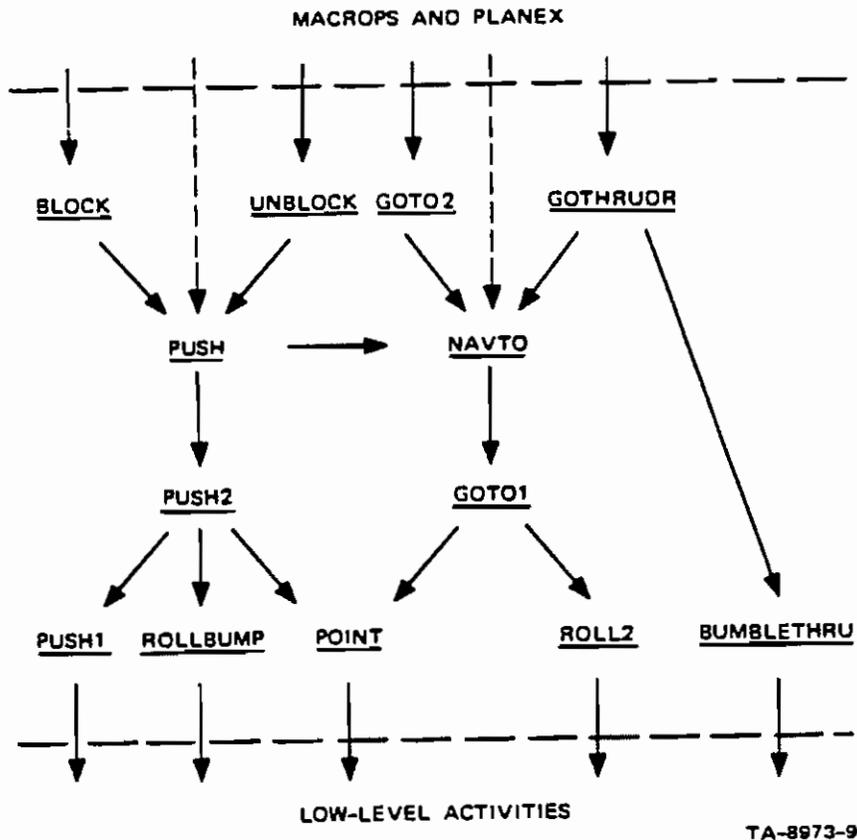 MACROPS AND PLANEX
BLOCK UNBLOCK GOTO2 GOTHRUDR
PUSH NAVTO
PUSH2 GOTO1
PUSH1 ROLLBUMP POINT ROLL2 BUMBLETHRU
LOW-LEVEL ACTIVITIES
TA-8973-9